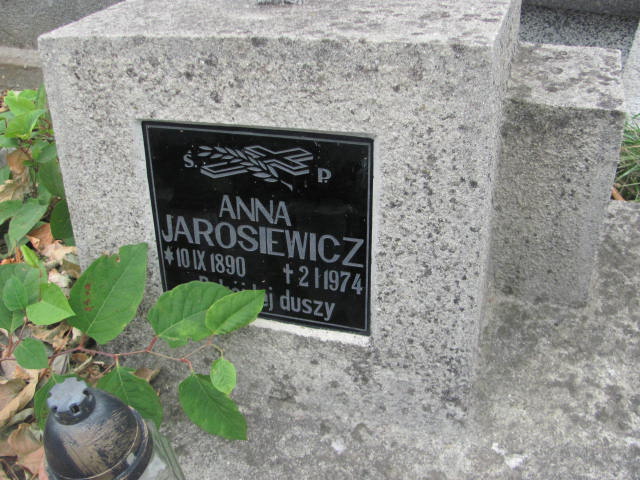 Ś. P.
ANNA
JAROSIEWICZ
*10 IX 1890 †2 I 1974
duszy